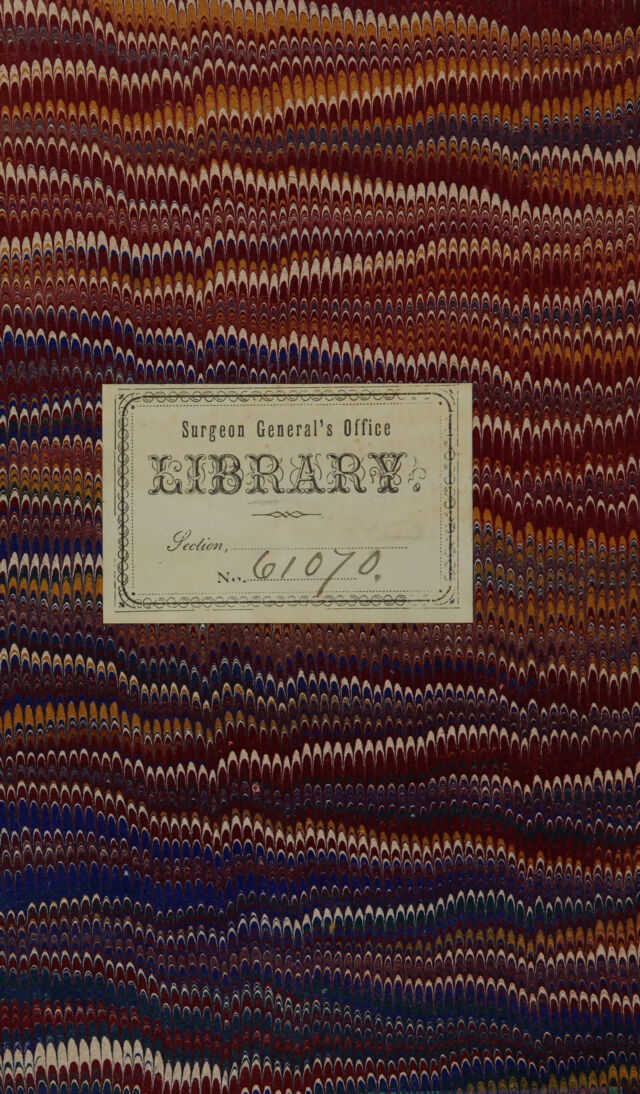 Surgeon General's Office
LIBRARY.
Section,
No. 61070.